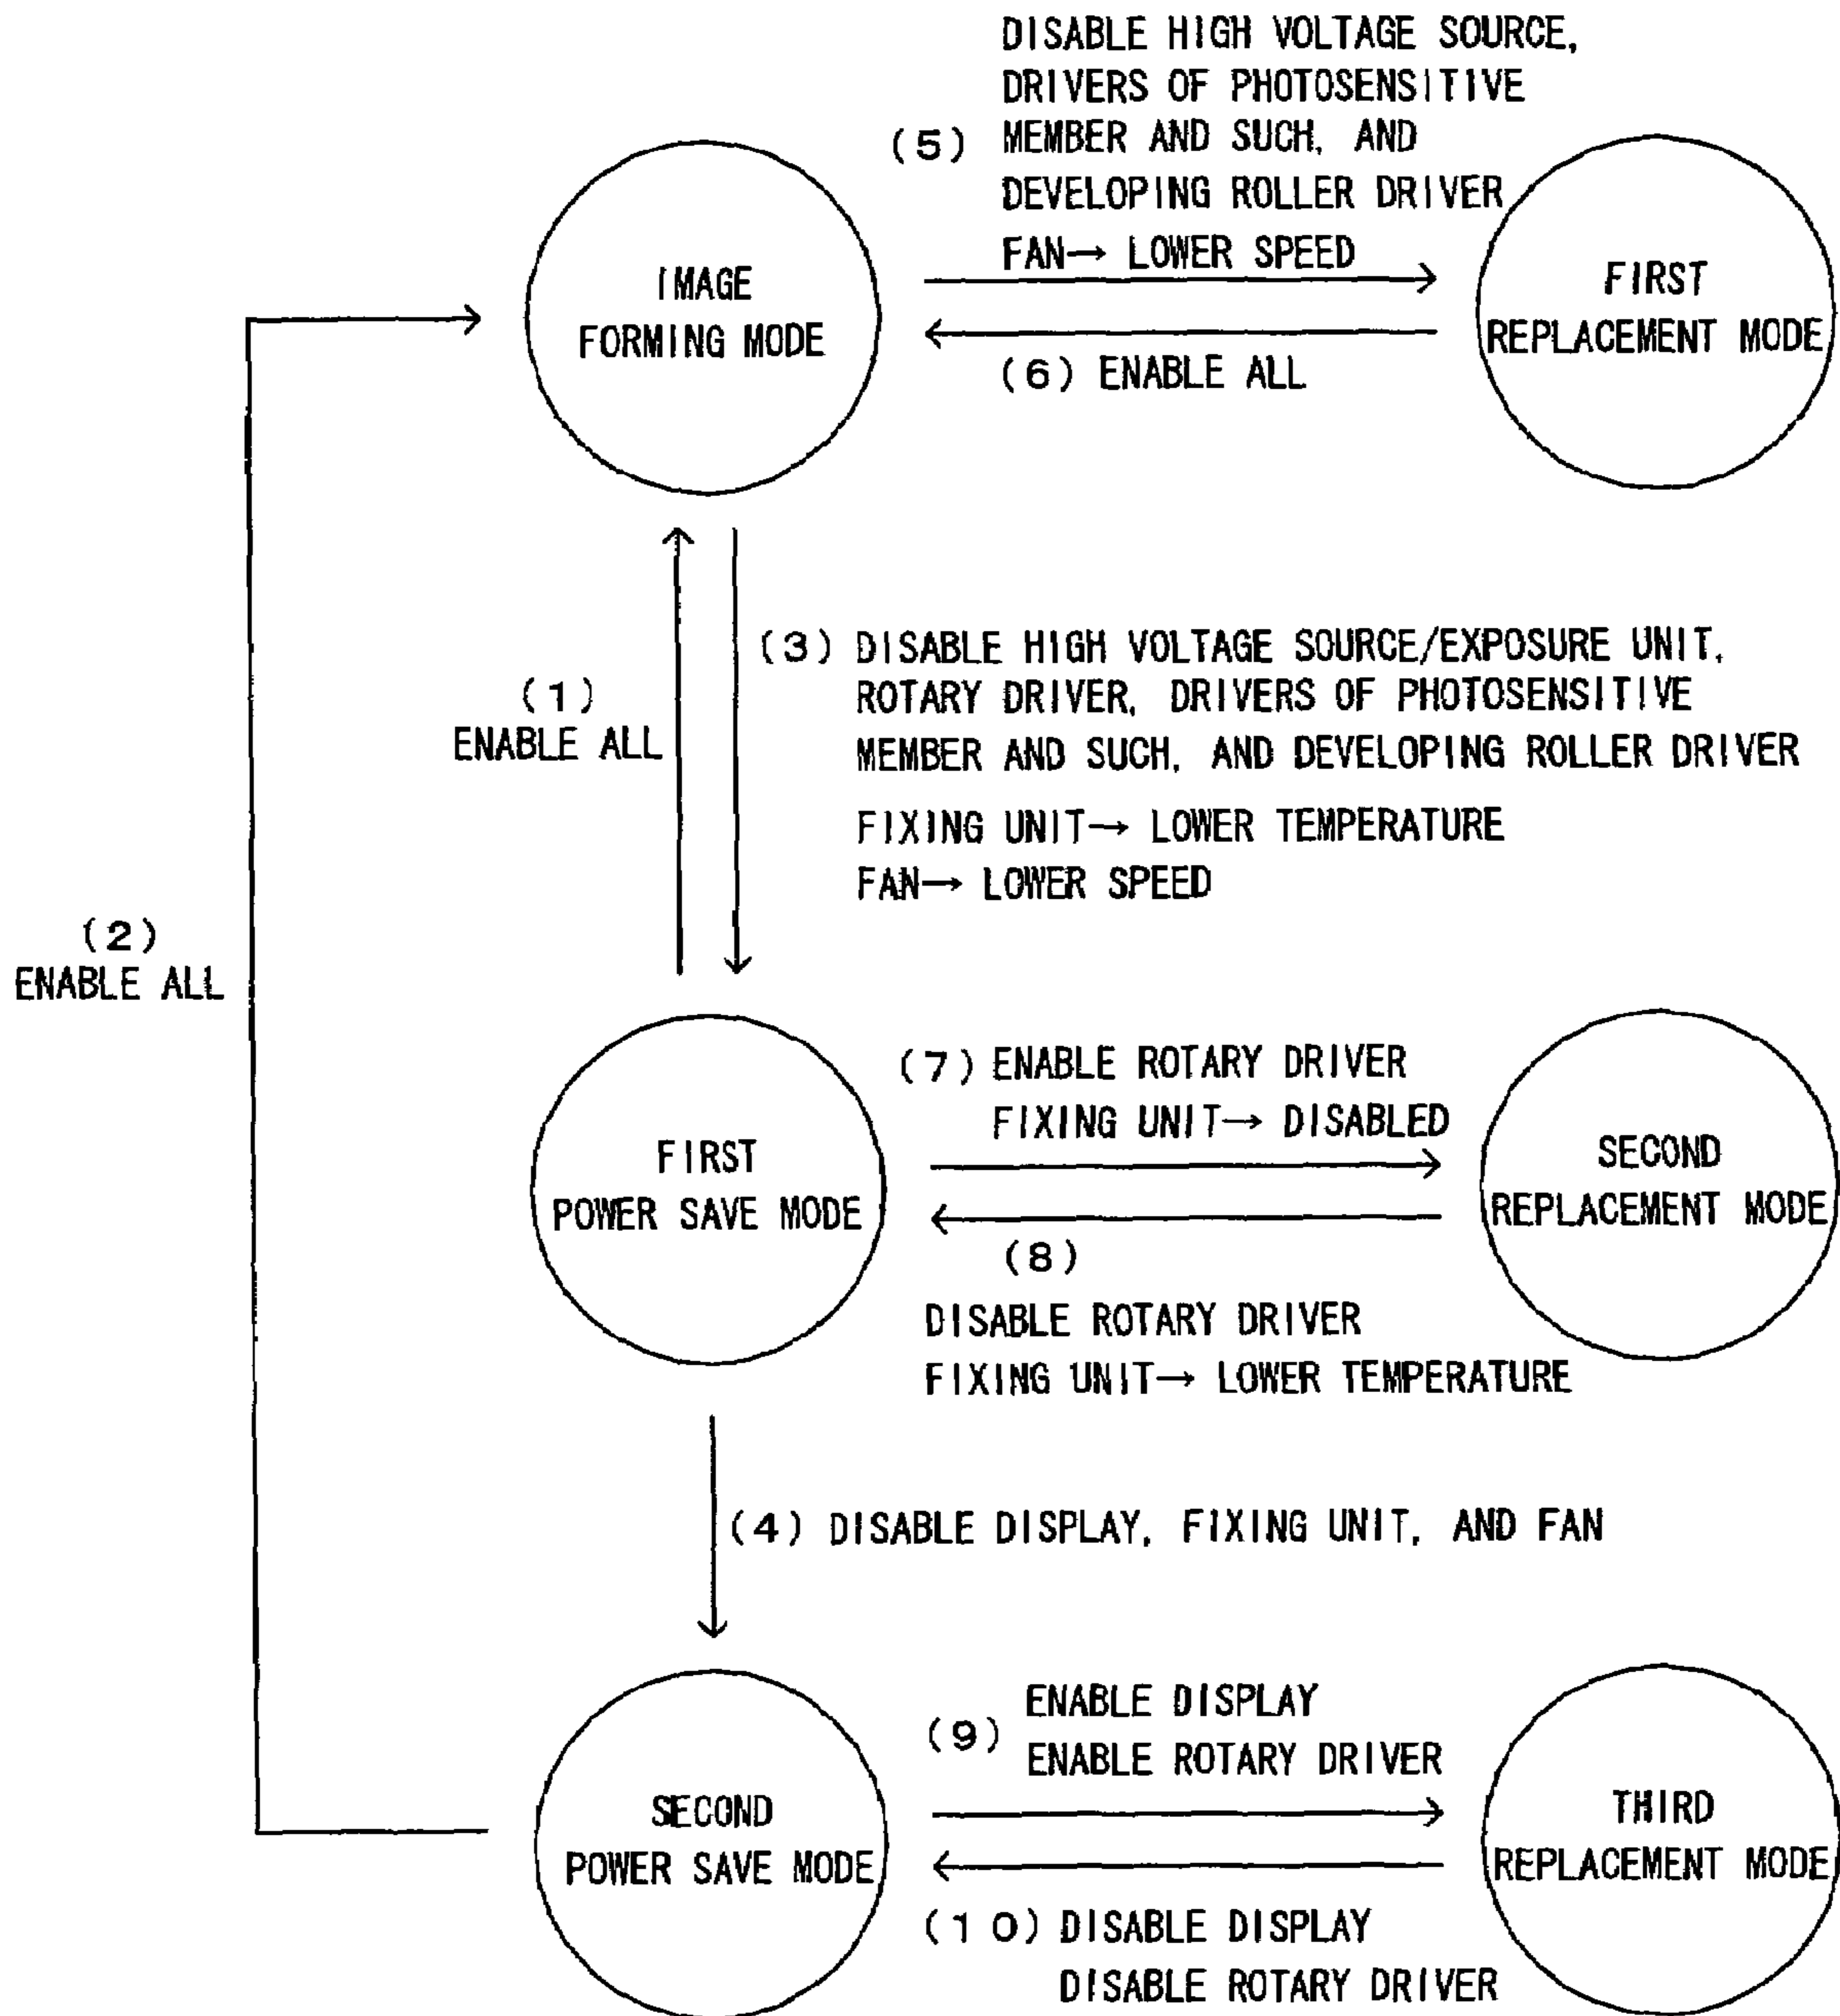 DISABLE HIGH VOLTAGE SOURCE,
DRIVERS OF PHOTOSENSITIVE
(5) MEMBER AND SUCH, AND
DEVELOPING ROLLER DRIVER
FAN→ LOWER SPEED
IMAGE
FORMING MODE
FIRST
REPLACEMENT MODE
(6) ENABLE ALL
(1)
ENABLE ALL
(3) DISABLE HIGH VOLTAGE SOURCE/EXPOSURE UNIT,
ROTARY DRIVER, DRIVERS OF PHOTOSENSITIVE
MEMBER AND SUCH, AND DEVELOPING ROLLER DRIVER
FIXING UNIT→ LOWER TEMPERATURE
FAN→ LOWER SPEED
(2)
ENABLE ALL
(7) ENABLE ROTARY DRIVER
FIXING UNIT→ DISABLED
FIRST
POWER SAVE MODE
SECOND
REPLACEMENT MODE
(8)
DISABLE ROTARY DRIVER
FIXING UNIT→ LOWER TEMPERATURE
(4) DISABLE DISPLAY, FIXING UNIT, AND FAN
(9) ENABLE DISPLAY
ENABLE ROTARY DRIVER
SECOND
POWER SAVE MODE
THIRD
REPLACEMENT MODE
(10) DISABLE DISPLAY
DISABLE ROTARY DRIVER